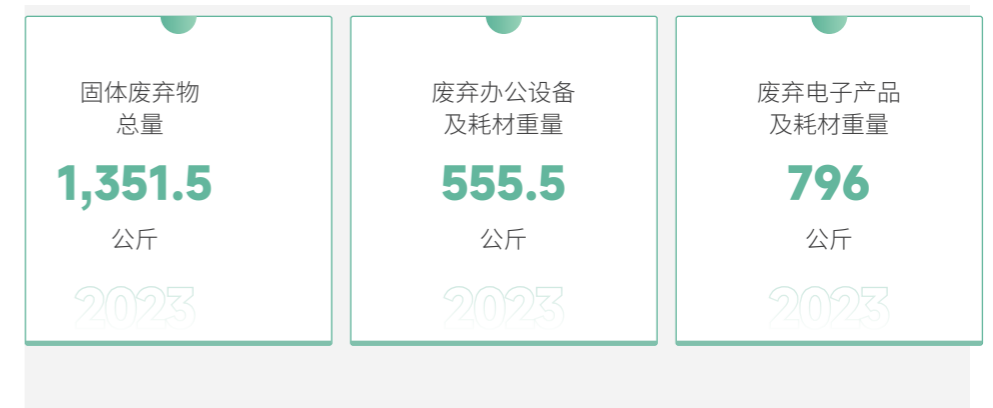 固体废弃物
总量
1,351.5
公斤
2023
废弃办公设备
及耗材重量
555.5
公斤
2023
废弃电子产品
及耗材重量
796
公斤
2023